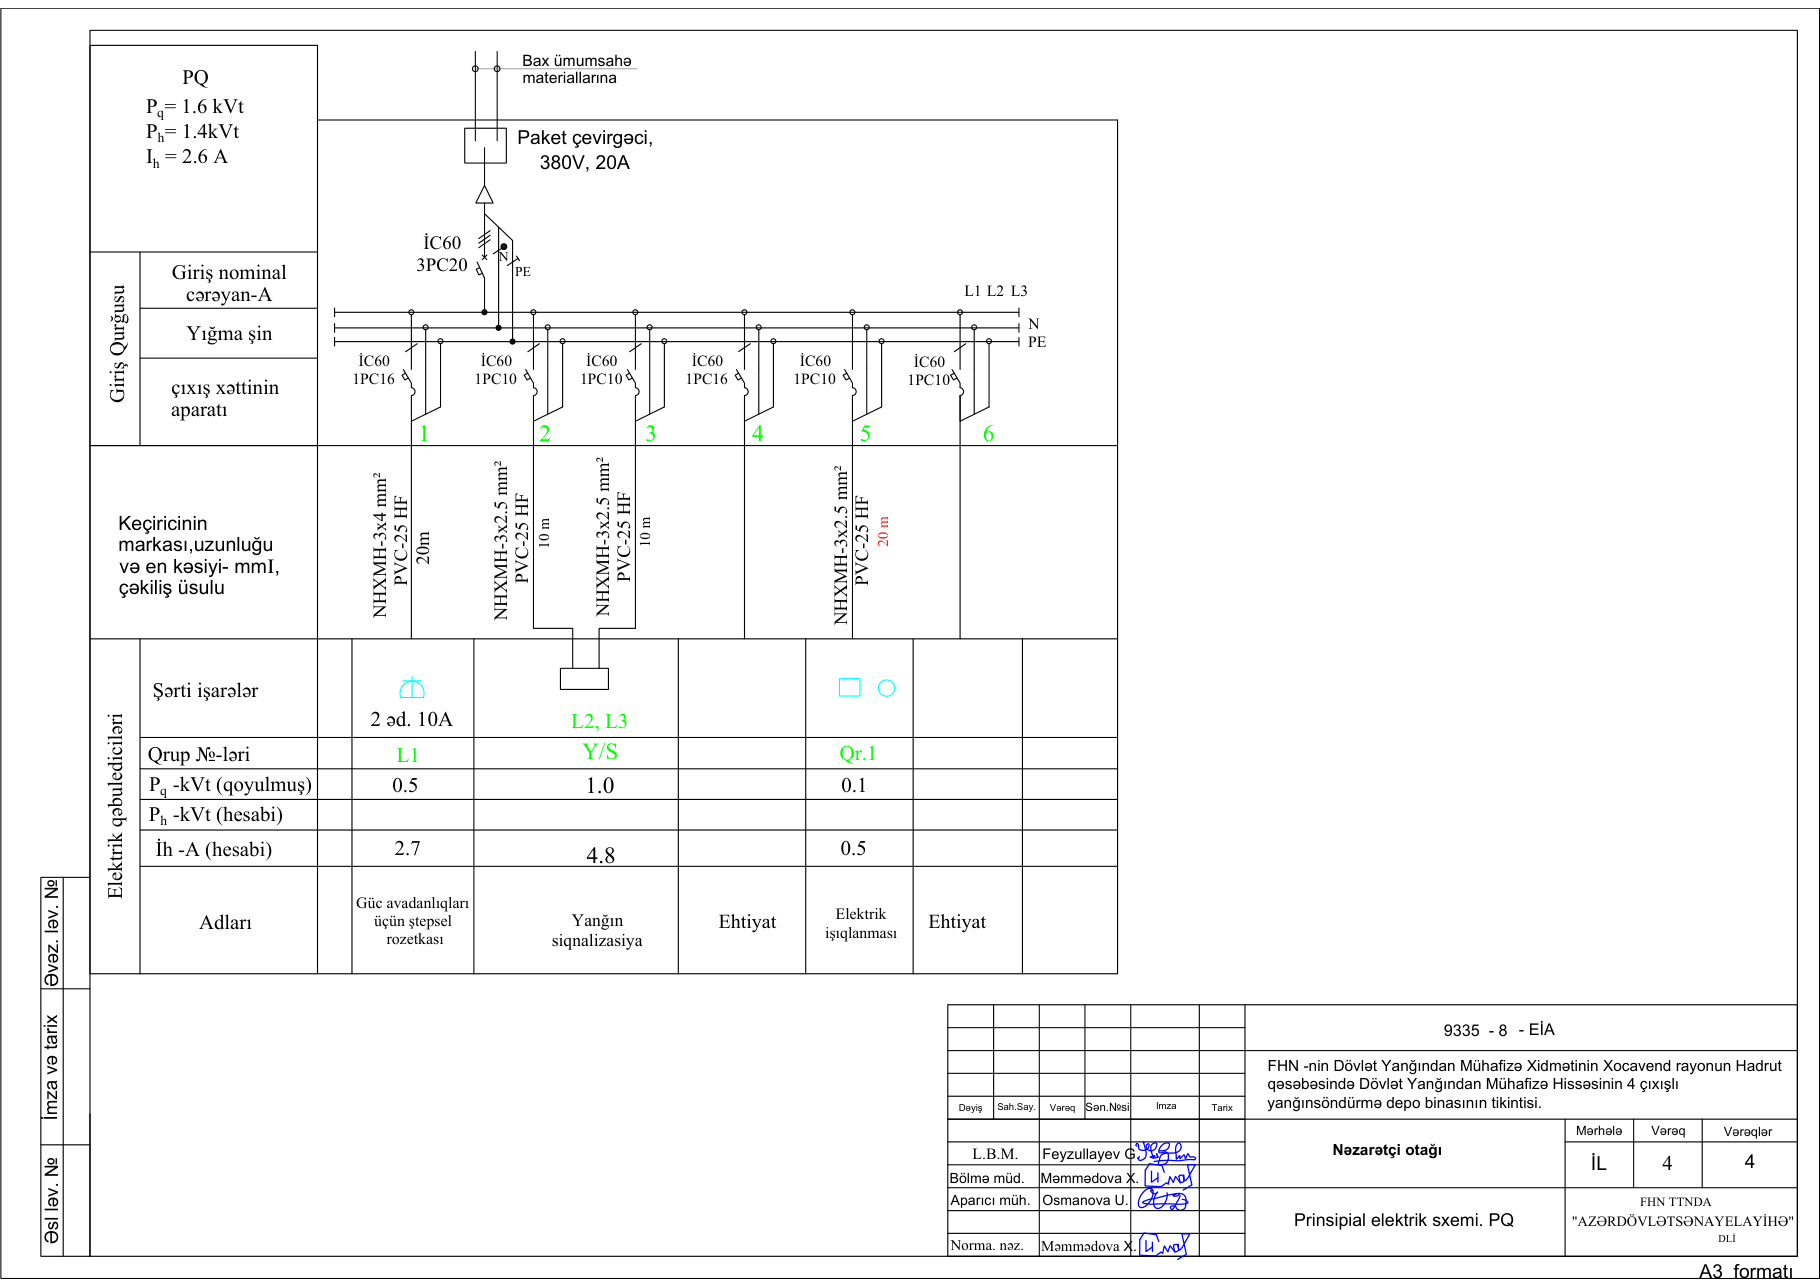 Bax ümumsahə
materiallarına
PQ
Pq= 1.6 kVt
Ph= 1.4kVt
Ih = 2.6 A
Paket çevirgəci,
380V, 20A
İC60
3PC20
N
PE
Giriş Qurğusu
Giriş nominal
cərəyan-A
Yığma şin
çıxış xəttinin
aparatı
L1 L2 L3
N
PE
İC60
1PC16
İC60
1PC10
İC60
1PC10
İC60
1PC16
İC60
1PC10
İC60
1PC10
1
2
3
4
5
6
Keçiricinin
markası,uzunluğu
və en kəsiyi- mmI,
çəkiliş üsulu
NHXMH-3x4 mm²
PVC-25 HF
20m
NHXMH-3x2.5 mm²
PVC-25 HF
10 m
NHXMH-3x2.5 mm²
PVC-25 HF
10 m
NHXMH-3x2.5 mm²
PVC-25 HF
20 m
Elektrik qəbulediciləri
Şərti işarələr
2 əd. 10A
L2, L3
Qrup №-ləri
L1
Y/S
Qr.1
Pq -kVt (qoyulmuş)
0.5
1.0
0.1
Ph -kVt (hesabi)
İh -A (hesabi)
2.7
4.8
0.5
Adları
Güc avadanlıqları
üçün ştepsel
rozetkası
Yanğın
siqnalizasiya
Ehtiyat
Elektrik
işıqlanması
Ehtiyat
Əvəz. ləv. №
İmza və tarix
Əsl ləv. №
9335 - 8 - EİA
FHN -nin Dövlət Yanğından Mühafizə Xidmətinin Xocavend rayonun Hadrut
qəsəbəsində Dövlət Yanğından Mühafizə Hissəsinin 4 çıxışlı
yanğınsöndürmə depo binasının tikintisi.
Dəyiş Sah.Say. Vərəq Sən.№si Imza Tarix
L.B.M. Feyzullayev G.
Bölmə müd. Məmmədova X.
Aparıcı müh. Osmanova U.
Norma. nəz. Məmmədova X.
Nəzarətçi otağı
Mərhələ Vərəq Vərəqlər
İL 4 4
Prinsipial elektrik sxemi. PQ
FHN TTNDA
"AZƏRDÖVLƏTSƏNAYELAYİHƏ"
DLİ
A3 formatı